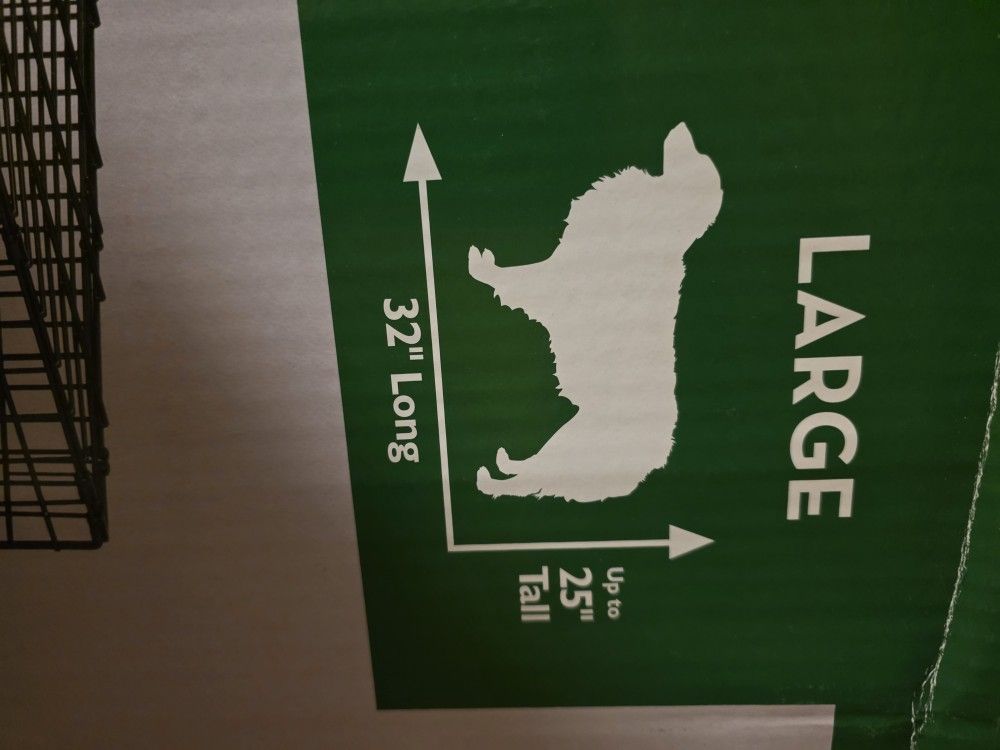 LARGE
Up to
25"
Tall
32" Long